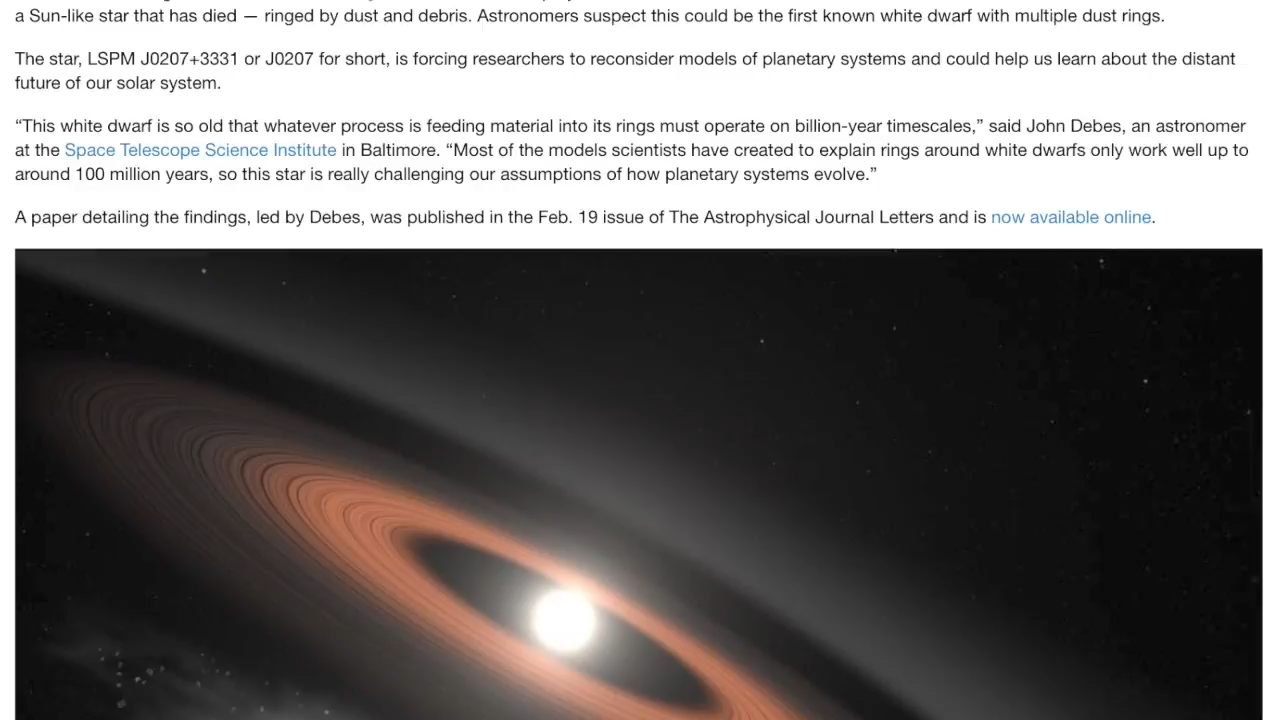 a Sun-like star that has died — ringed by dust and debris. Astronomers suspect this could be the first known white dwarf with multiple dust rings.
The star, LSPM J0207+3331 or J0207 for short, is forcing researchers to reconsider models of planetary systems and could help us learn about the distant
future of our solar system.
“This white dwarf is so old that whatever process is feeding material into its rings must operate on billion-year timescales,” said John Debes, an astronomer
at the Space Telescope Science Institute in Baltimore. “Most of the models scientists have created to explain rings around white dwarfs only work well up to
around 100 million years, so this star is really challenging our assumptions of how planetary systems evolve.”
A paper detailing the findings, led by Debes, was published in the Feb. 19 issue of The Astrophysical Journal Letters and is now available online.